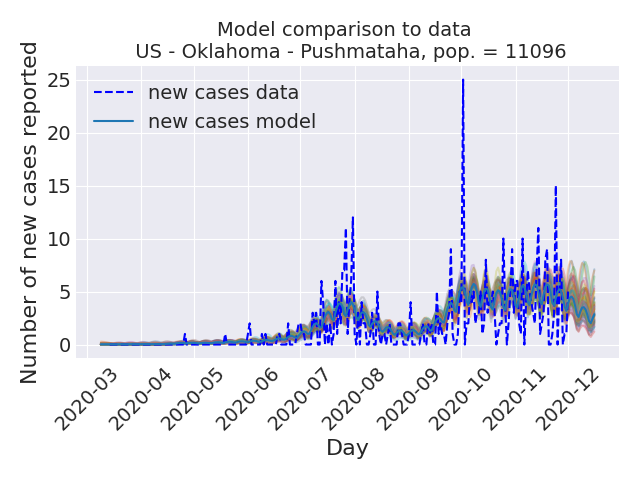 Model comparison to data
US - Oklahoma - Pushmataha, pop. = 11096
Number of new cases reported
25
20
15
10
5
0
new cases data
new cases model
2020-03
2020-04
2020-05
2020-06
2020-07
2020-08
2020-09
2020-10
2020-11
2020-12
Day